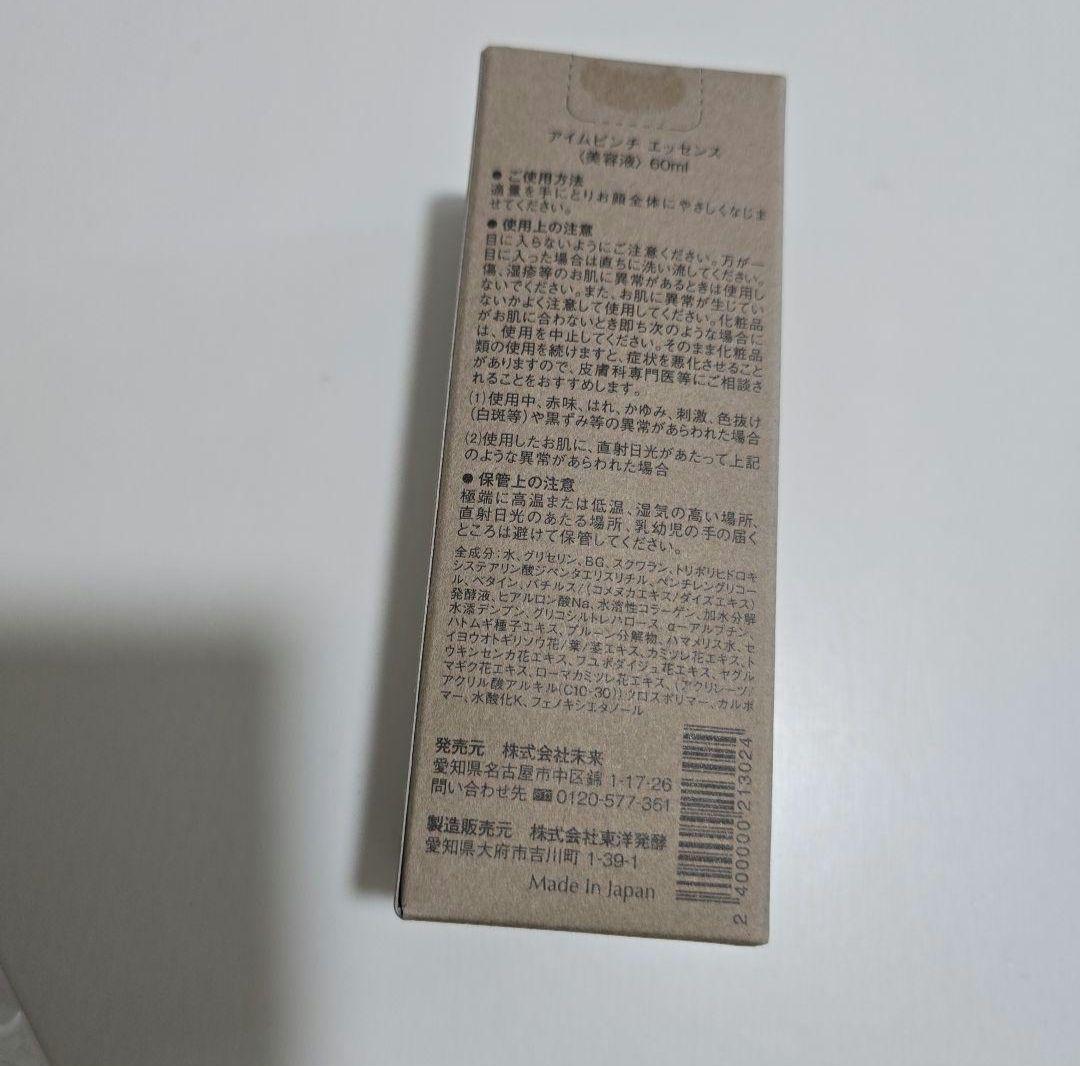 アイムピンチ エッセンス
〈美容液〉60ml
● ご使用方法
適量を手にとりお顔全体にやさしくなじま
せてください。
● 使用上の注意
目に入らないようにご注意ください。万が一
目に入った場合は直ちに洗い流してください。
傷、湿疹等のお肌に異常があるときは使用し
ないでください。また、お肌に異常が生じてい
ないかよく注意して使用してください。化粧品
がお肌に合わないとき即ち次のような場合に
は、使用を中止してください。そのまま化粧品
類の使用を続けますと、症状を悪化させること
がありますので、皮膚科専門医等にご相談さ
れることをおすすめします。
(1)使用中、赤味、はれ、かゆみ、刺激、色抜け
(白斑等)や黒ずみ等の異常があらわれた場合
(2)使用したお肌に、直射日光があたって上記
のような異常があらわれた場合
● 保管上の注意
極端に高温または低温、湿気の高い場所、
直射日光のあたる場所、乳幼児の手の届く
ところは避けて保管してください。
全成分：水、グリセリン、BG、スクワラン、トリポリヒドロキ
システアリン酸ジペンタエリスリチル、ペンチレングリコー
ル、ベタイン、バチルス/(コメヌカエキス/ダイズエキス)
発酵液、ヒアルロン酸Na、水溶性コラーゲン、加水分解
水添デンプン、グリコシルトレハロース、α-アルブチン、
ハトムギ種子エキス、プルーン分解物、ハマメリス水、セ
イヨウオトギリソウ花/葉/茎エキス、カミツレ花エキス、ト
ウキンセンカ花エキス、フユボダイジュ花エキス、ヤグル
マギク花エキス、ローマカミツレ花エキス、(アクリレーツ/
アクリル酸アルキル(C10-30))クロスポリマー、カルボ
マー、水酸化K、フェノキシエタノール
発売元 株式会社未来
愛知県名古屋市中区錦 1-17-26
問い合わせ先 0120-577-361
製造販売元 株式会社東洋発酵
愛知県大府市吉川町 1-39-1
Made In Japan
2 400000 213024